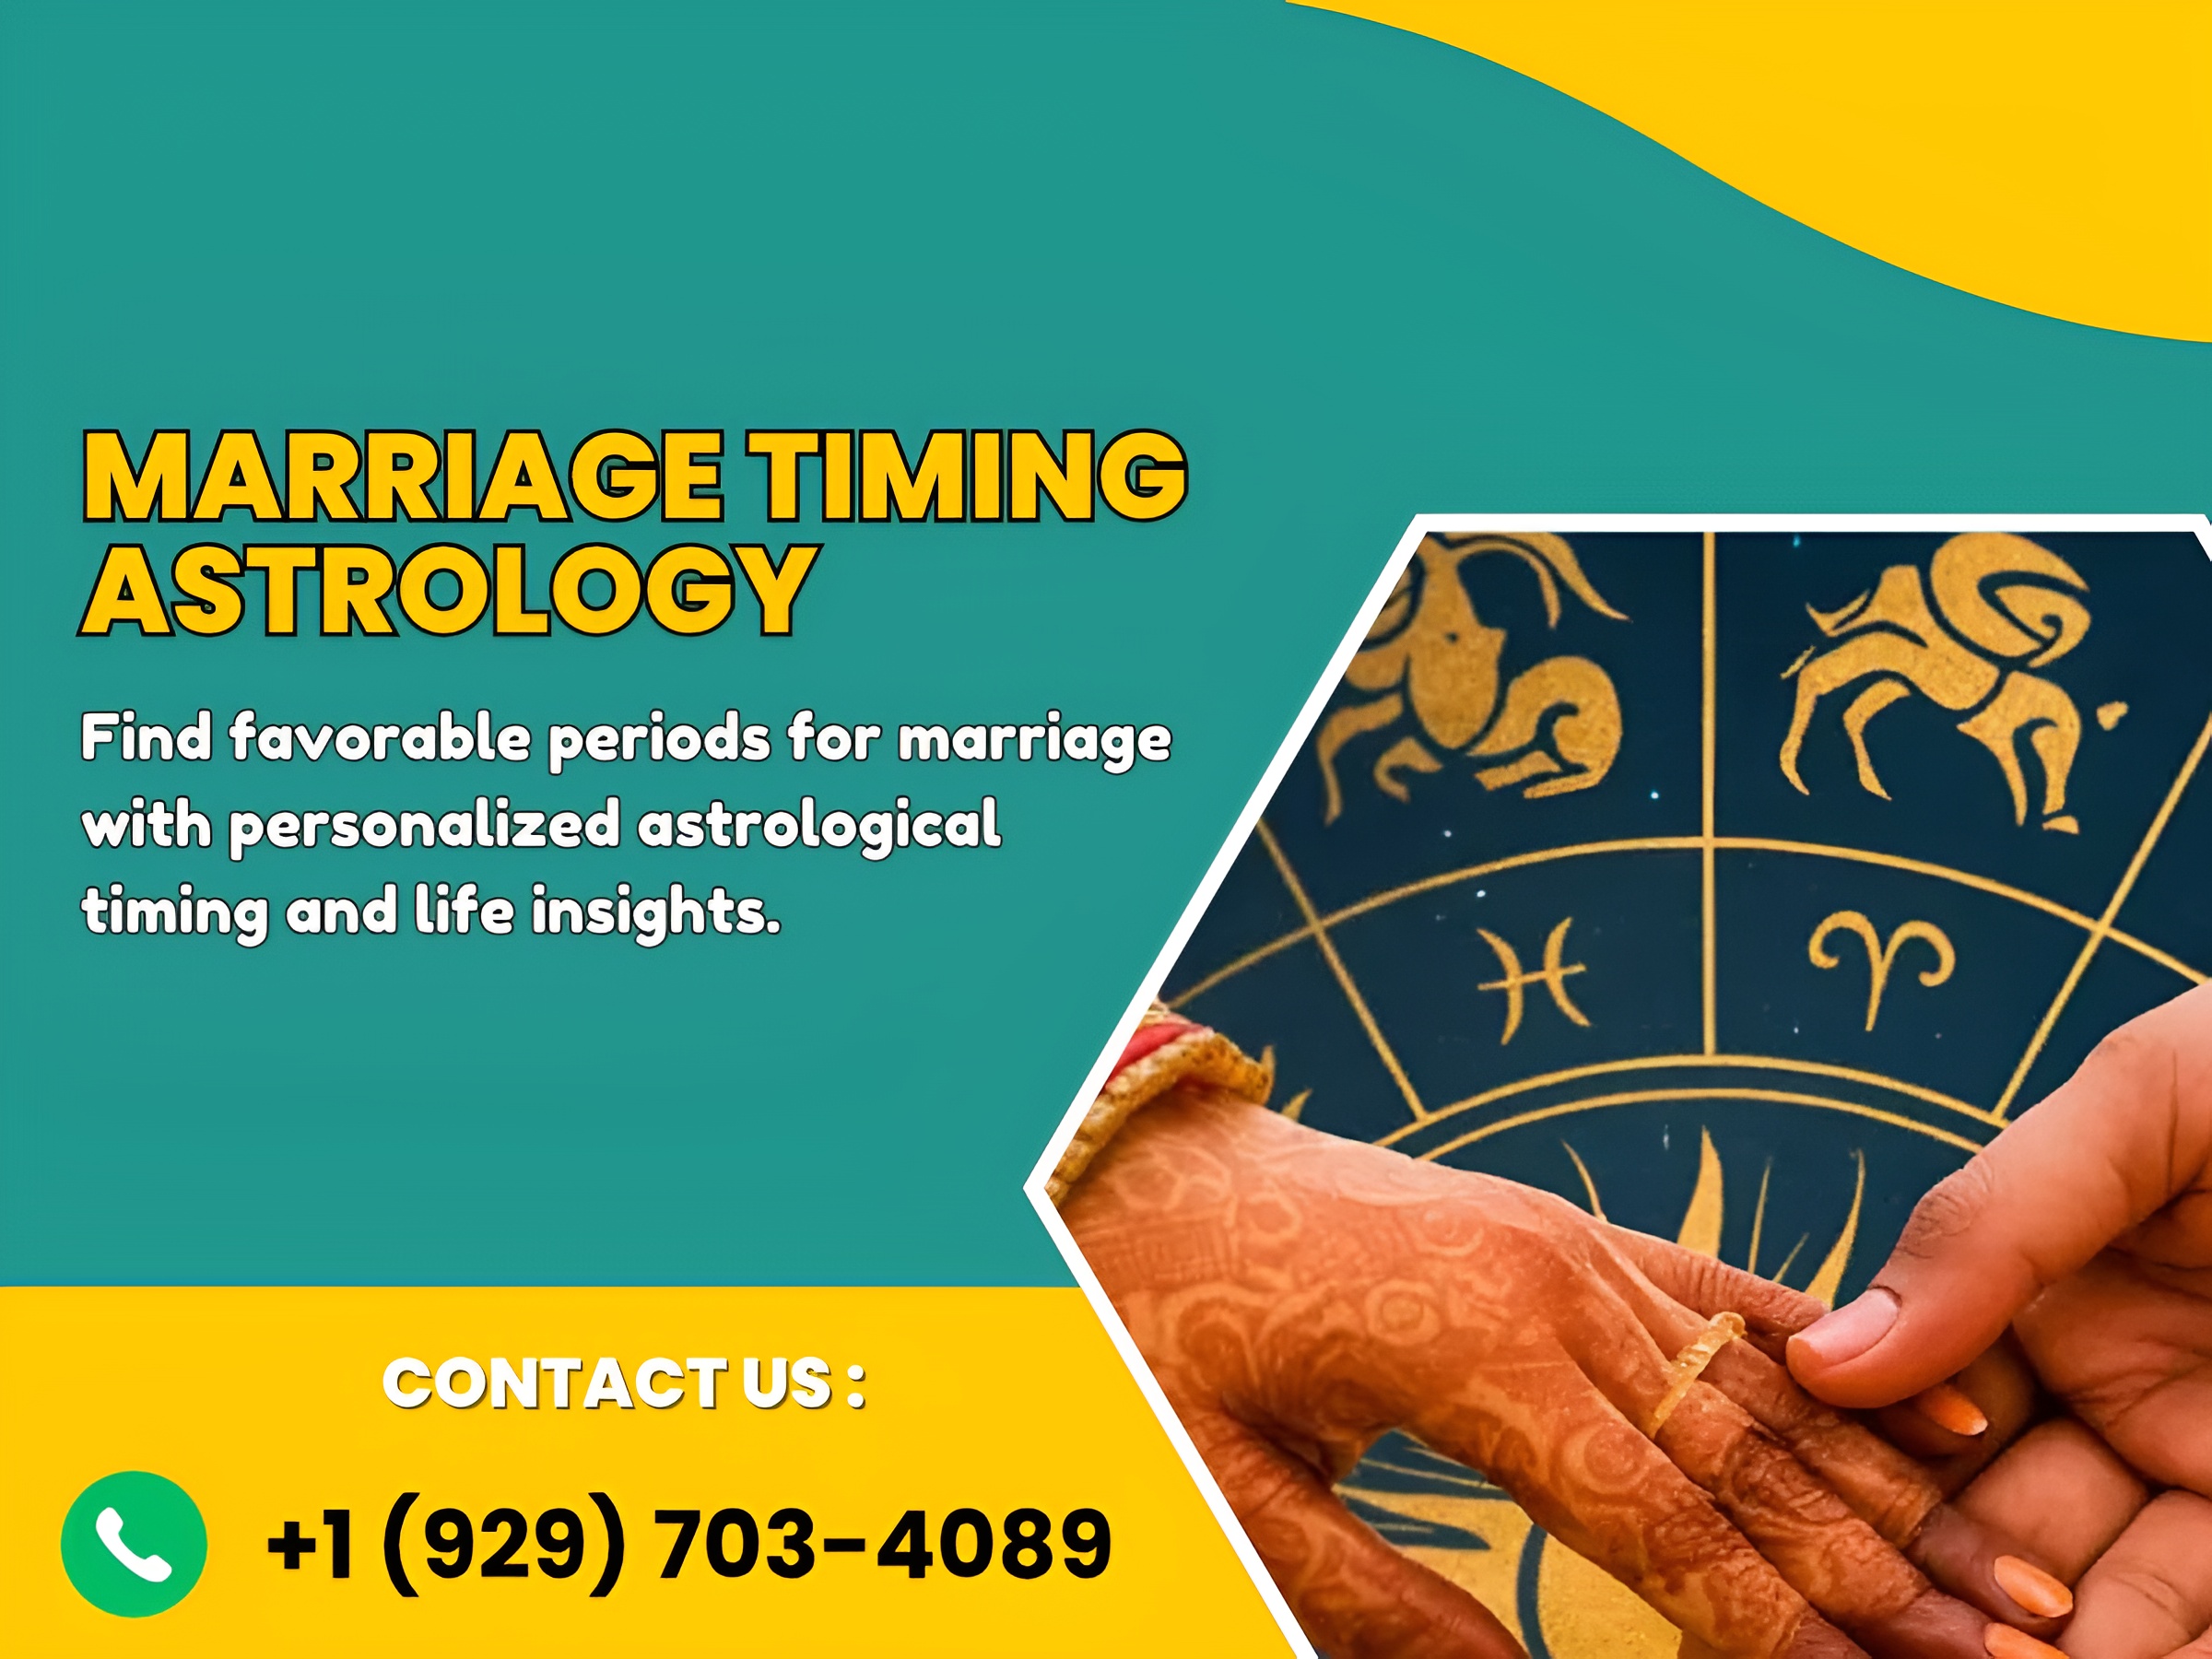 MARRIAGE TIMING
ASTROLOGY
Find favorable periods for marriage
with personalized astrological
timing and life insights.
CONTACT US :
+1 (929) 703-4089